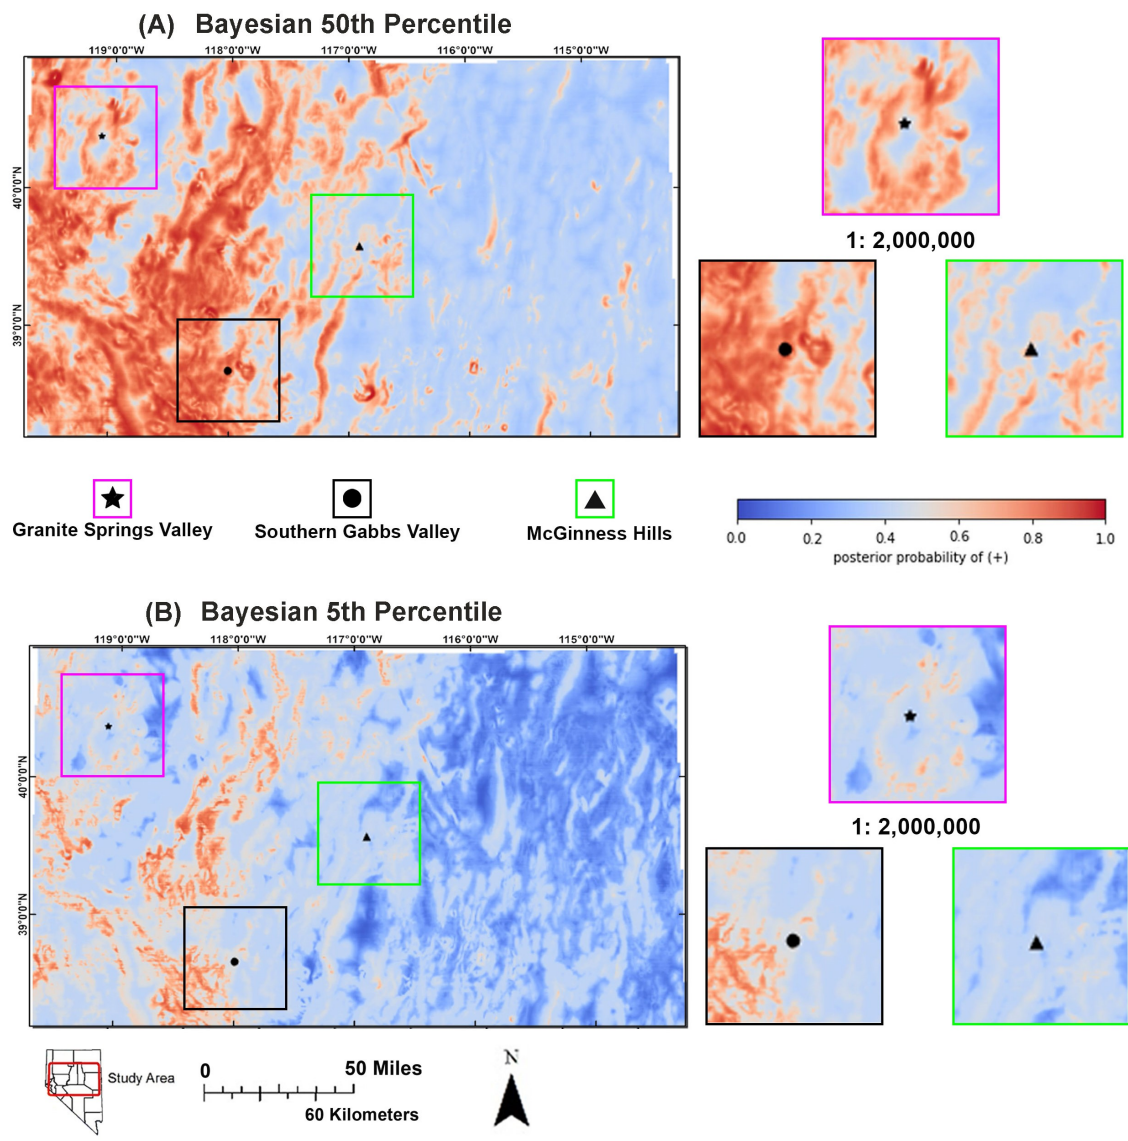 (A) Bayesian 50th Percentile
119°0'0"W 118°0'0"W 117°0'0"W 116°0'0"W 115°0'0"W
40°0'0"N
39°0'0"N
1: 2,000,000
Granite Springs Valley
Southern Gabbs Valley
McGinness Hills
0.0 0.2 0.4 0.6 0.8 1.0
posterior probability of (+)
(B) Bayesian 5th Percentile
119°0'0"W 118°0'0"W 117°0'0"W 116°0'0"W 115°0'0"W
40°0'0"N
39°0'0"N
1: 2,000,000
Study Area
0 50 Miles
60 Kilometers
N